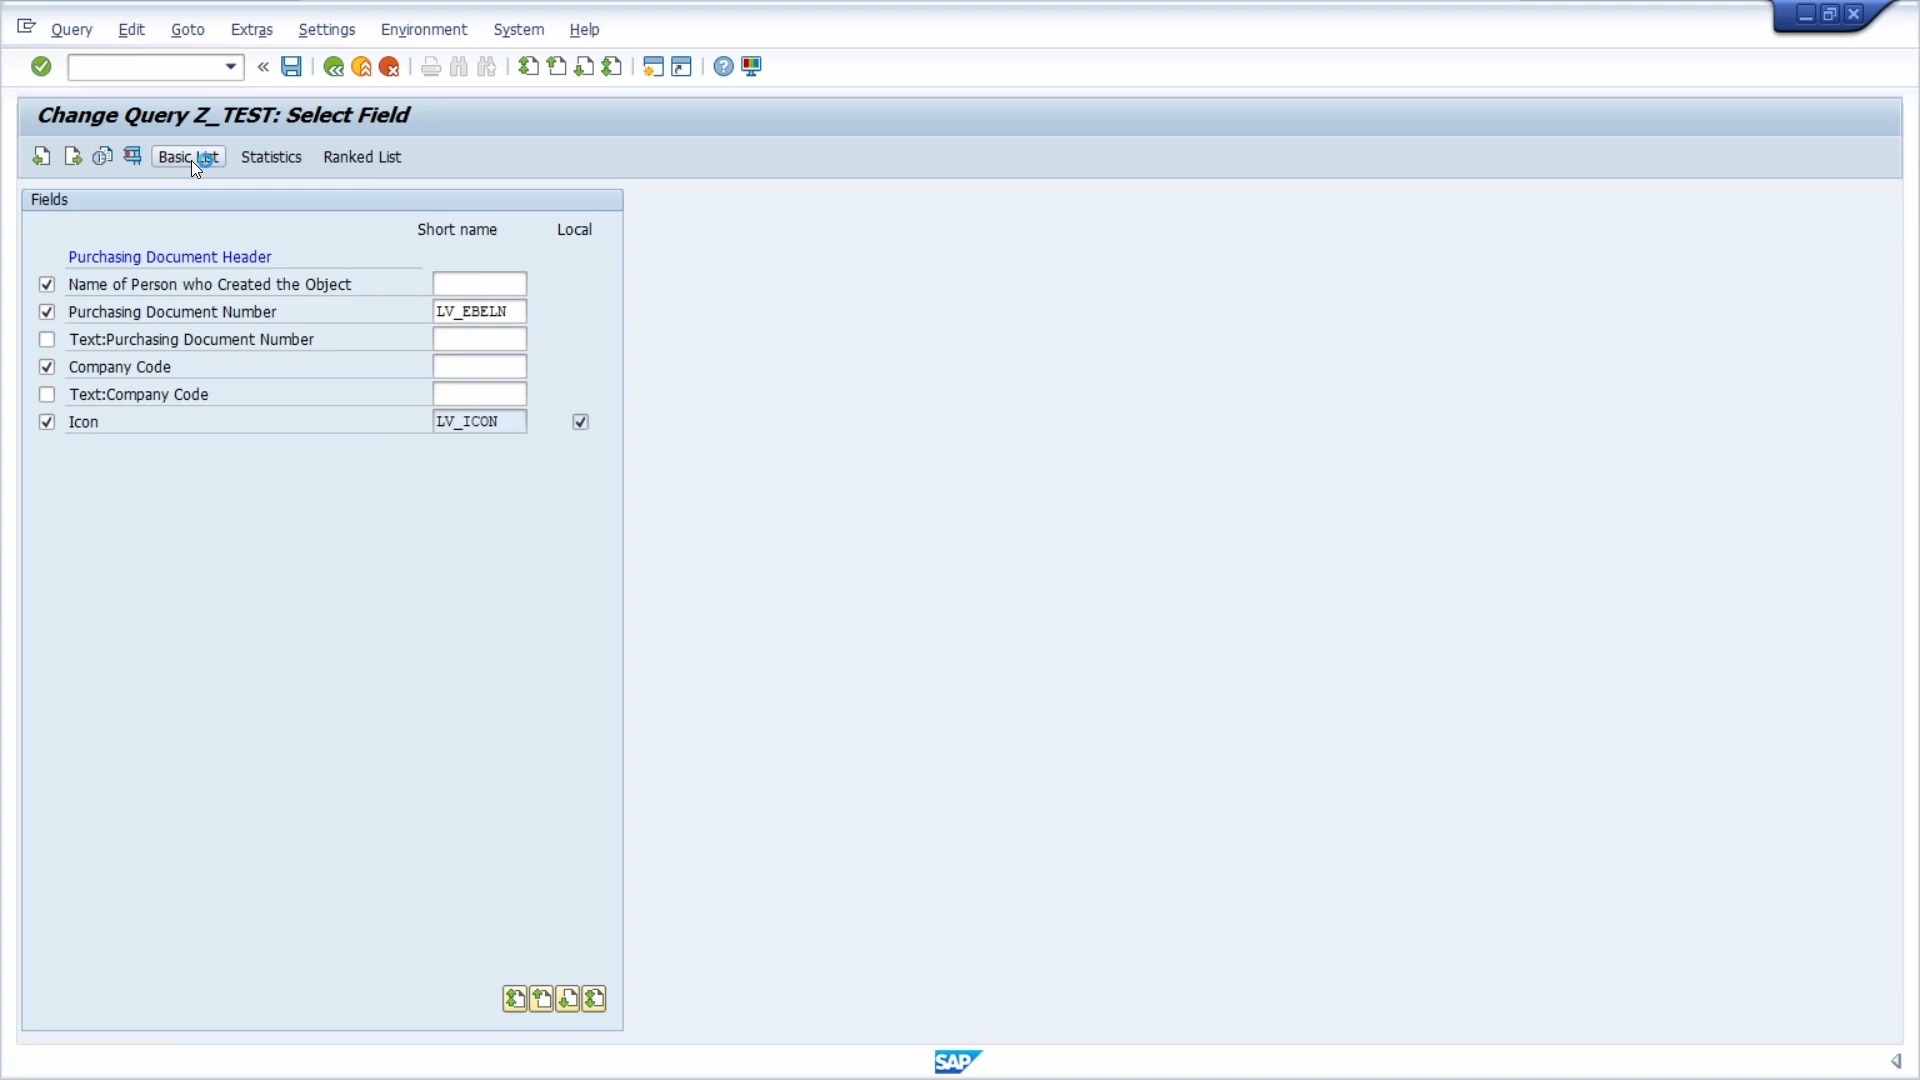 Query Edit Goto Extras Settings Environment System Help
Change Query Z_TEST: Select Field
Basic List Statistics Ranked List
Fields
Short name Local
Purchasing Document Header
Name of Person who Created the Object
Purchasing Document Number LV_EBELN
Text:Purchasing Document Number
Company Code
Text:Company Code
Icon LV_ICON
SAP